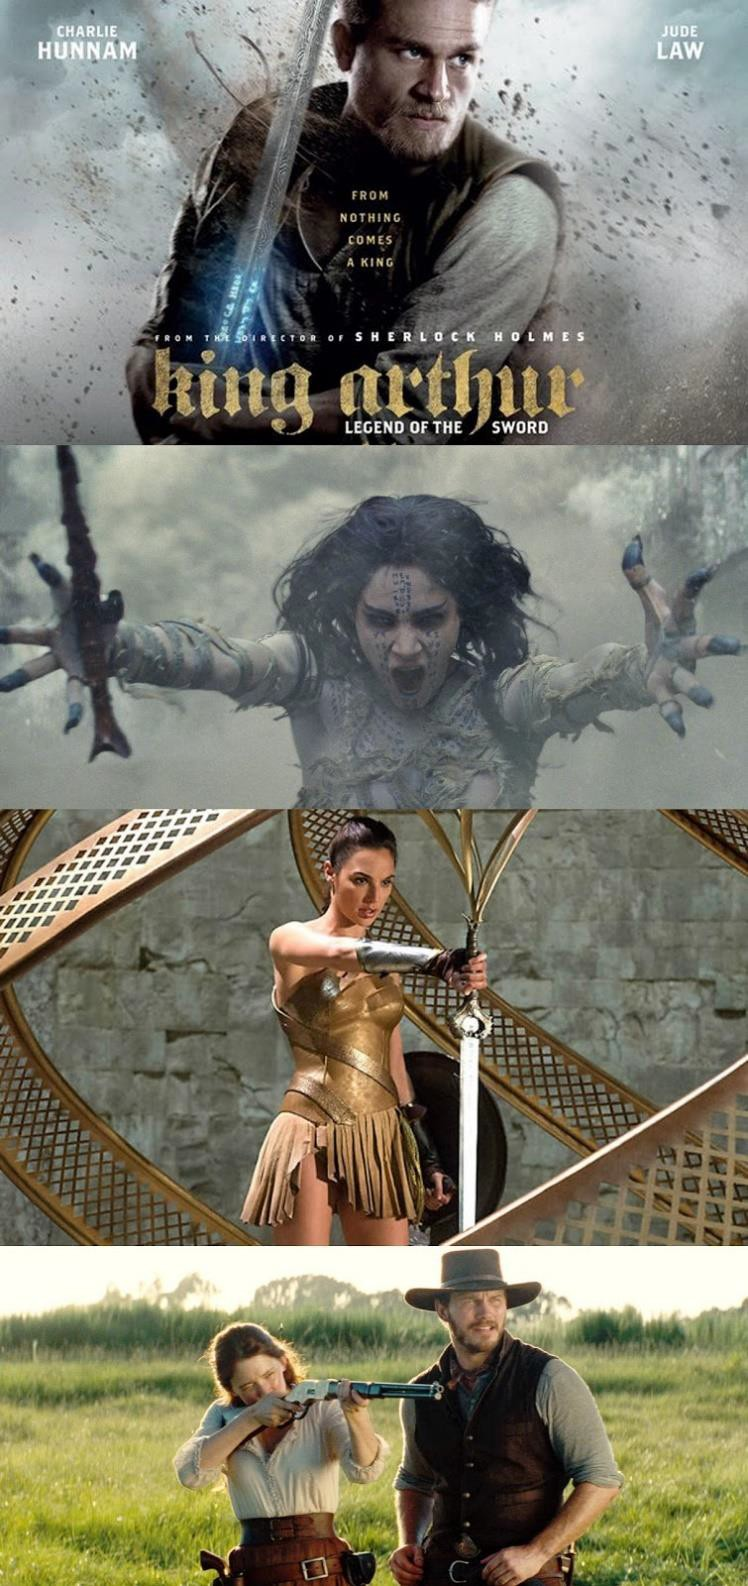 CHARLIE
HUNNAM
JUDE
LAW
FROM
NOTHING
COMES
A KING
FROM THE DIRECTOR OF SHERLOCK HOLMES
king arthur
LEGEND OF THE SWORD